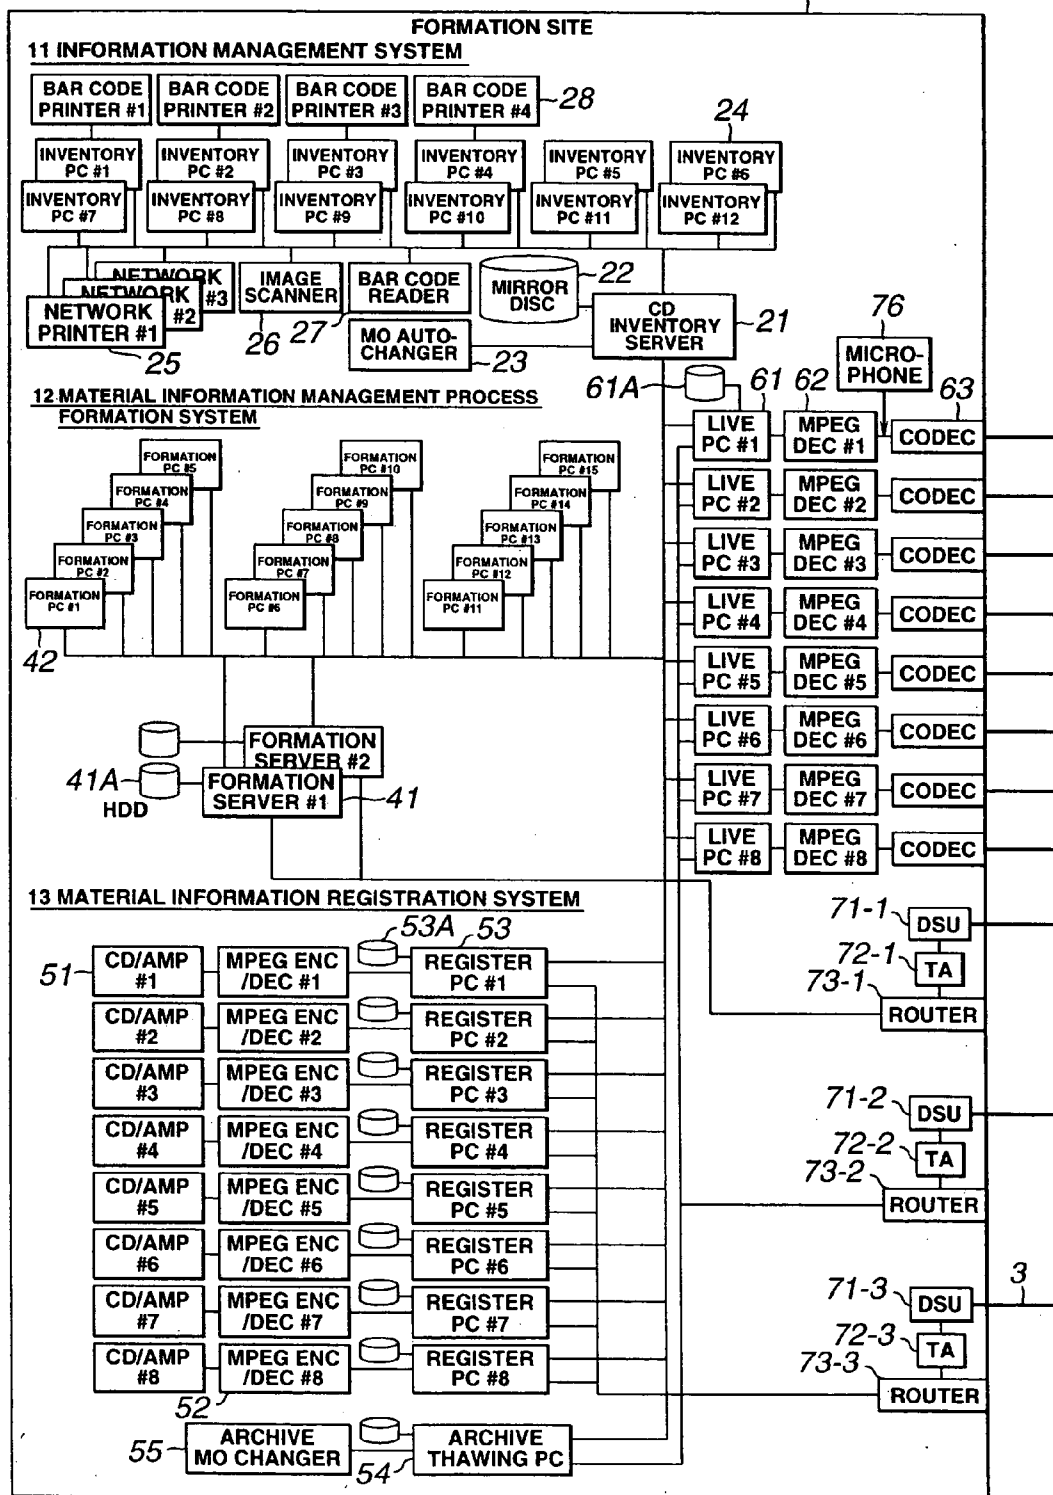 FORMATION SITE
11 INFORMATION MANAGEMENT SYSTEM
BAR CODE
PRINTER #1
BAR CODE
PRINTER #2
BAR CODE
PRINTER #3
BAR CODE
PRINTER #4
28
24
INVENTORY
PC #1
INVENTORY
PC #2
INVENTORY
PC #3
INVENTORY
PC #4
INVENTORY
PC #5
INVENTORY
PC #6
INVENTORY
PC #7
INVENTORY
PC #8
INVENTORY
PC #9
INVENTORY
PC #10
INVENTORY
PC #11
INVENTORY
PC #12
NETWORK
#3
NETWORK
#2
NETWORK
PRINTER #1
25
IMAGE
SCANNER
26
BAR CODE
READER
27
MIRROR
DISC
22
CD
INVENTORY
SERVER
21
MO AUTO-
CHANGER
23
76
MICRO-
PHONE
61A
61
62
63
12 MATERIAL INFORMATION MANAGEMENT PROCESS
FORMATION SYSTEM
FORMATION
PC #5
FORMATION
PC #4
FORMATION
PC #3
FORMATION
PC #2
FORMATION
PC #1
FORMATION
PC #10
FORMATION
PC #9
FORMATION
PC #8
FORMATION
PC #7
FORMATION
PC #6
FORMATION
PC #15
FORMATION
PC #14
FORMATION
PC #13
FORMATION
PC #12
FORMATION
PC #11
42
LIVE
PC #1
MPEG
DEC #1
CODEC
LIVE
PC #2
MPEG
DEC #2
CODEC
LIVE
PC #3
MPEG
DEC #3
CODEC
LIVE
PC #4
MPEG
DEC #4
CODEC
LIVE
PC #5
MPEG
DEC #5
CODEC
LIVE
PC #6
MPEG
DEC #6
CODEC
LIVE
PC #7
MPEG
DEC #7
CODEC
LIVE
PC #8
MPEG
DEC #8
CODEC
FORMATION
SERVER #2
FORMATION
SERVER #1
41A
HDD
41
13 MATERIAL INFORMATION REGISTRATION SYSTEM
53A
53
51
CD/AMP
#1
MPEG ENC
/DEC #1
REGISTER
PC #1
CD/AMP
#2
MPEG ENC
/DEC #2
REGISTER
PC #2
CD/AMP
#3
MPEG ENC
/DEC #3
REGISTER
PC #3
CD/AMP
#4
MPEG ENC
/DEC #4
REGISTER
PC #4
CD/AMP
#5
MPEG ENC
/DEC #5
REGISTER
PC #5
CD/AMP
#6
MPEG ENC
/DEC #6
REGISTER
PC #6
CD/AMP
#7
MPEG ENC
/DEC #7
REGISTER
PC #7
CD/AMP
#8
MPEG ENC
/DEC #8
REGISTER
PC #8
52
55
ARCHIVE
MO CHANGER
54
ARCHIVE
THAWING PC
71-1
DSU
72-1
TA
73-1
ROUTER
71-2
DSU
72-2
TA
73-2
ROUTER
71-3
DSU
3
72-3
TA
73-3
ROUTER